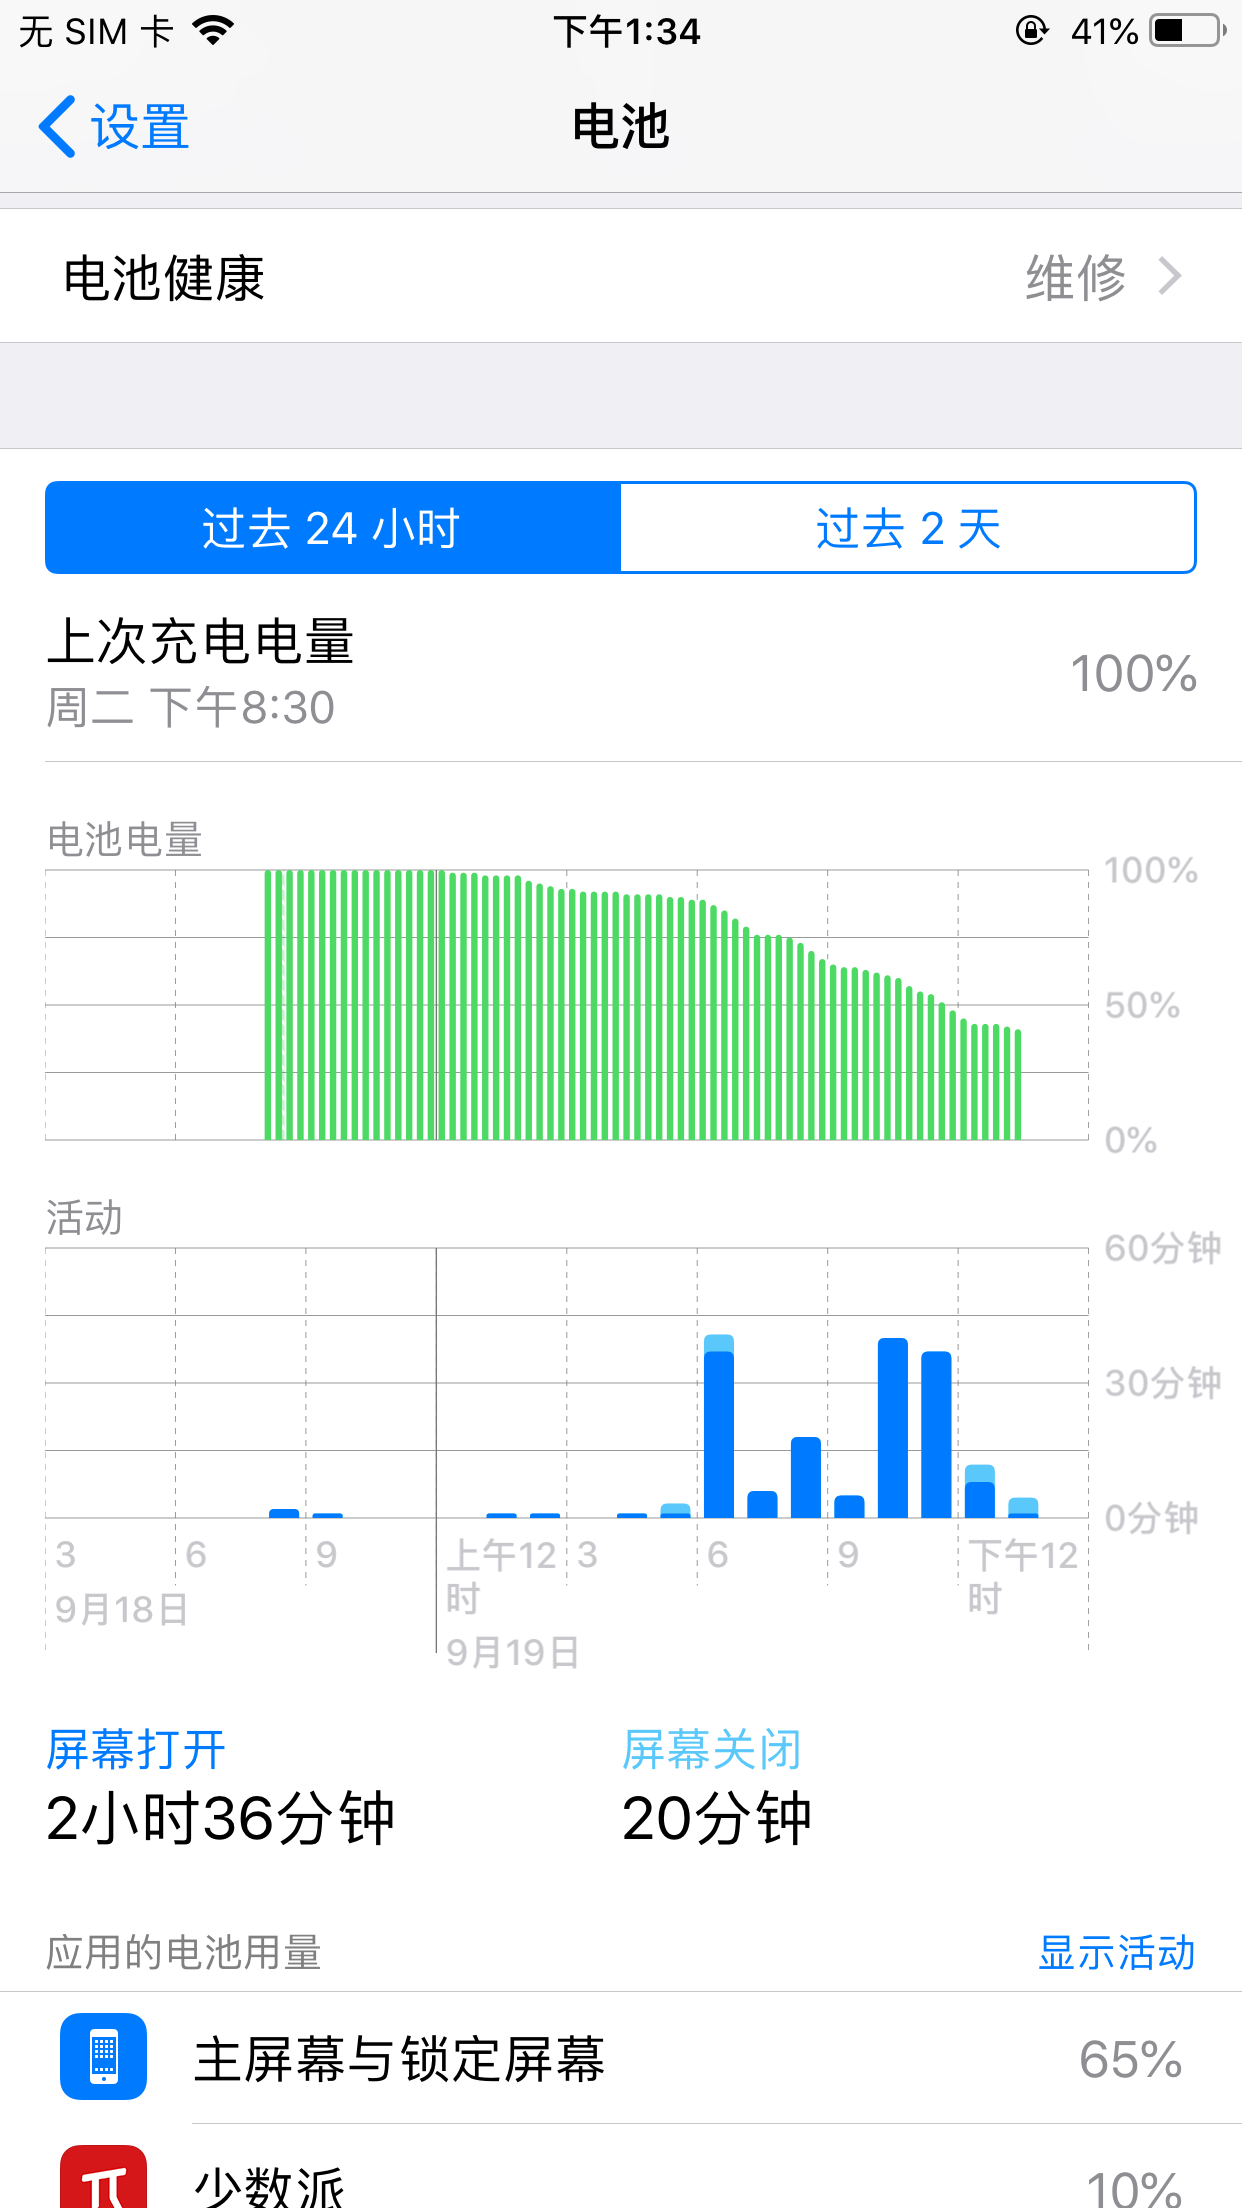 无 SIM 卡
下午1:34
41%
设置
电池
电池健康
维修
过去 24 小时
过去 2 天
上次充电电量
周二 下午8:30
100%
电池电量
100%
50%
0%
活动
60分钟
30分钟
0分钟
3
6
9
上午12时
3
6
9
下午12时
9月18日
9月19日
屏幕打开
2小时36分钟
屏幕关闭
20分钟
应用的电池用量
显示活动
主屏幕与锁定屏幕
65%
少数派
10%